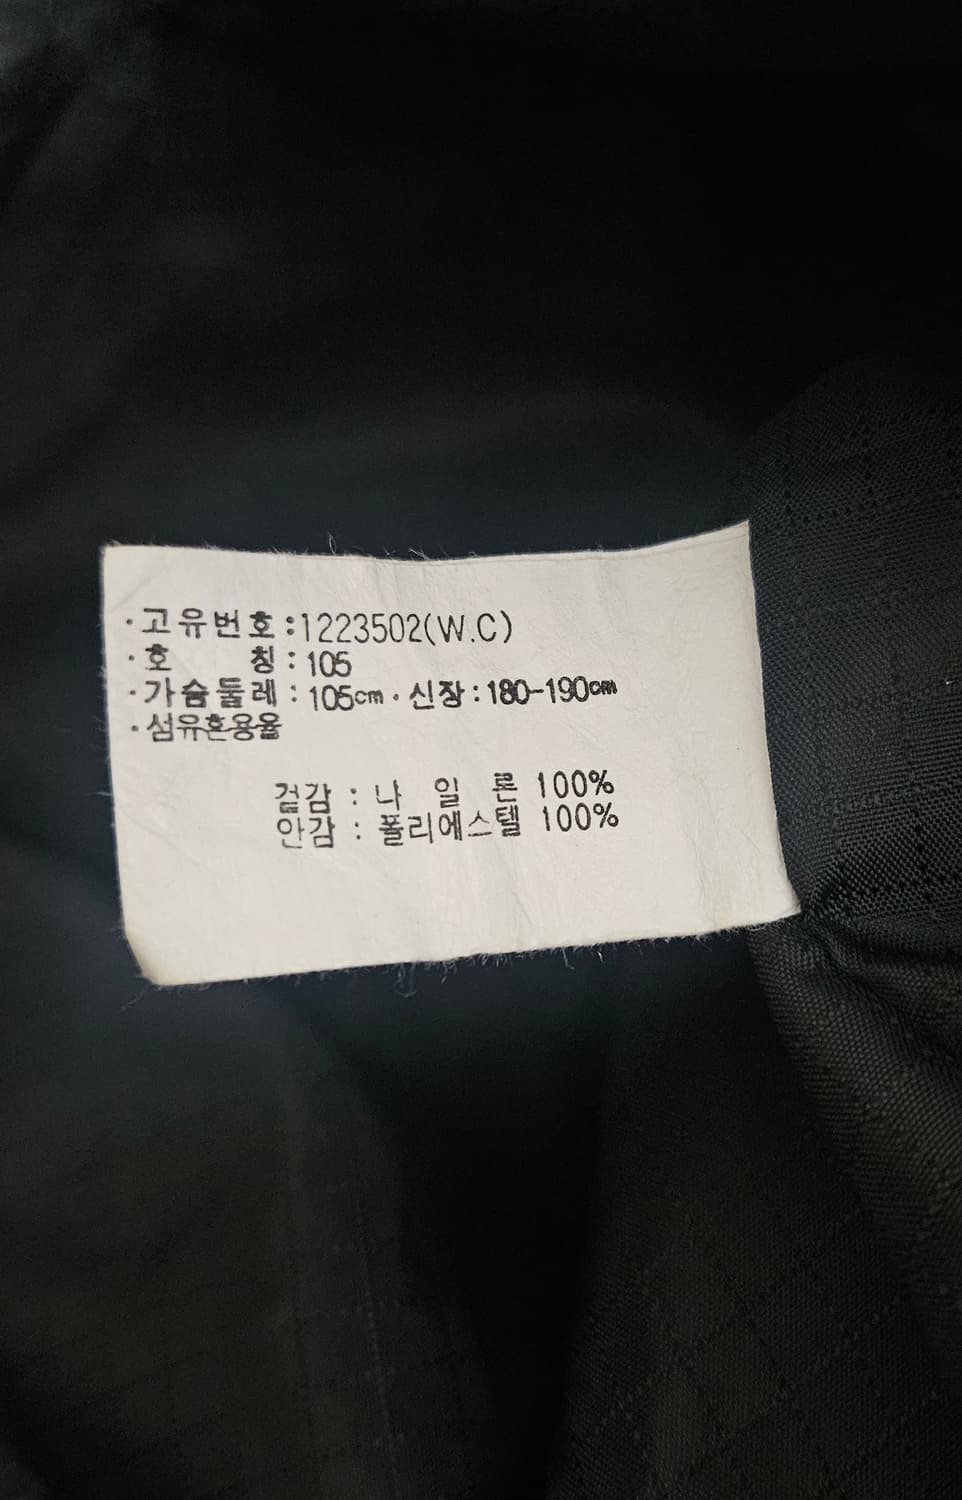 ·고유번호:1223502(W.C)
·호 칭:105
·가슴둘레:105cm·신장:180-190cm
·섬유혼용율
겉감 : 나 일 론 100%
안감 : 폴리에스텔 100%